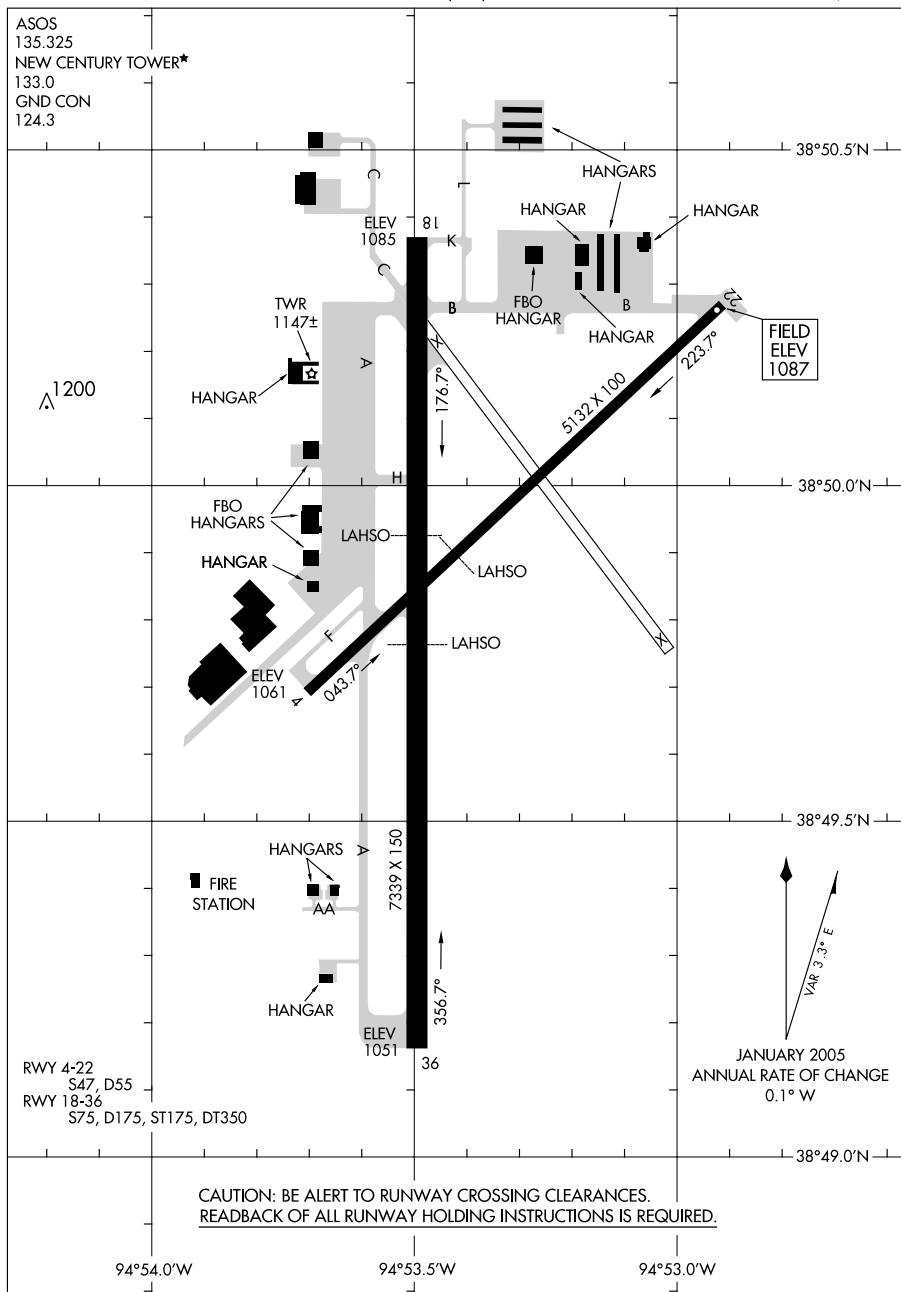 ASOS
135.325
NEW CENTURY TOWER★
133.0
GND CON
124.3
38°50.5'N
C
L
HANGARS
HANGAR
HANGAR
ELEV
1085
18
K
C
B
FBO
HANGAR
HANGAR
B
22
TWR
1147±
FIELD
ELEV
1087
A
X
HANGAR
1200
176.7°
223.7°
5132 X 100
H
38°50.0'N
FBO
HANGARS
LAHSO
LAHSO
HANGAR
F
LAHSO
X
ELEV
1061
4
043.7°
38°49.5'N
A
7339 X 150
HANGARS
FIRE
STATION
AA
VAR 3.3° E
HANGAR
356.7°
ELEV
1051
36
JANUARY 2005
ANNUAL RATE OF CHANGE
0.1° W
RWY 4-22
S47, D55
RWY 18-36
S75, D175, ST175, DT350
38°49.0'N
CAUTION: BE ALERT TO RUNWAY CROSSING CLEARANCES.
READBACK OF ALL RUNWAY HOLDING INSTRUCTIONS IS REQUIRED.
94°54.0'W
94°53.5'W
94°53.0'W